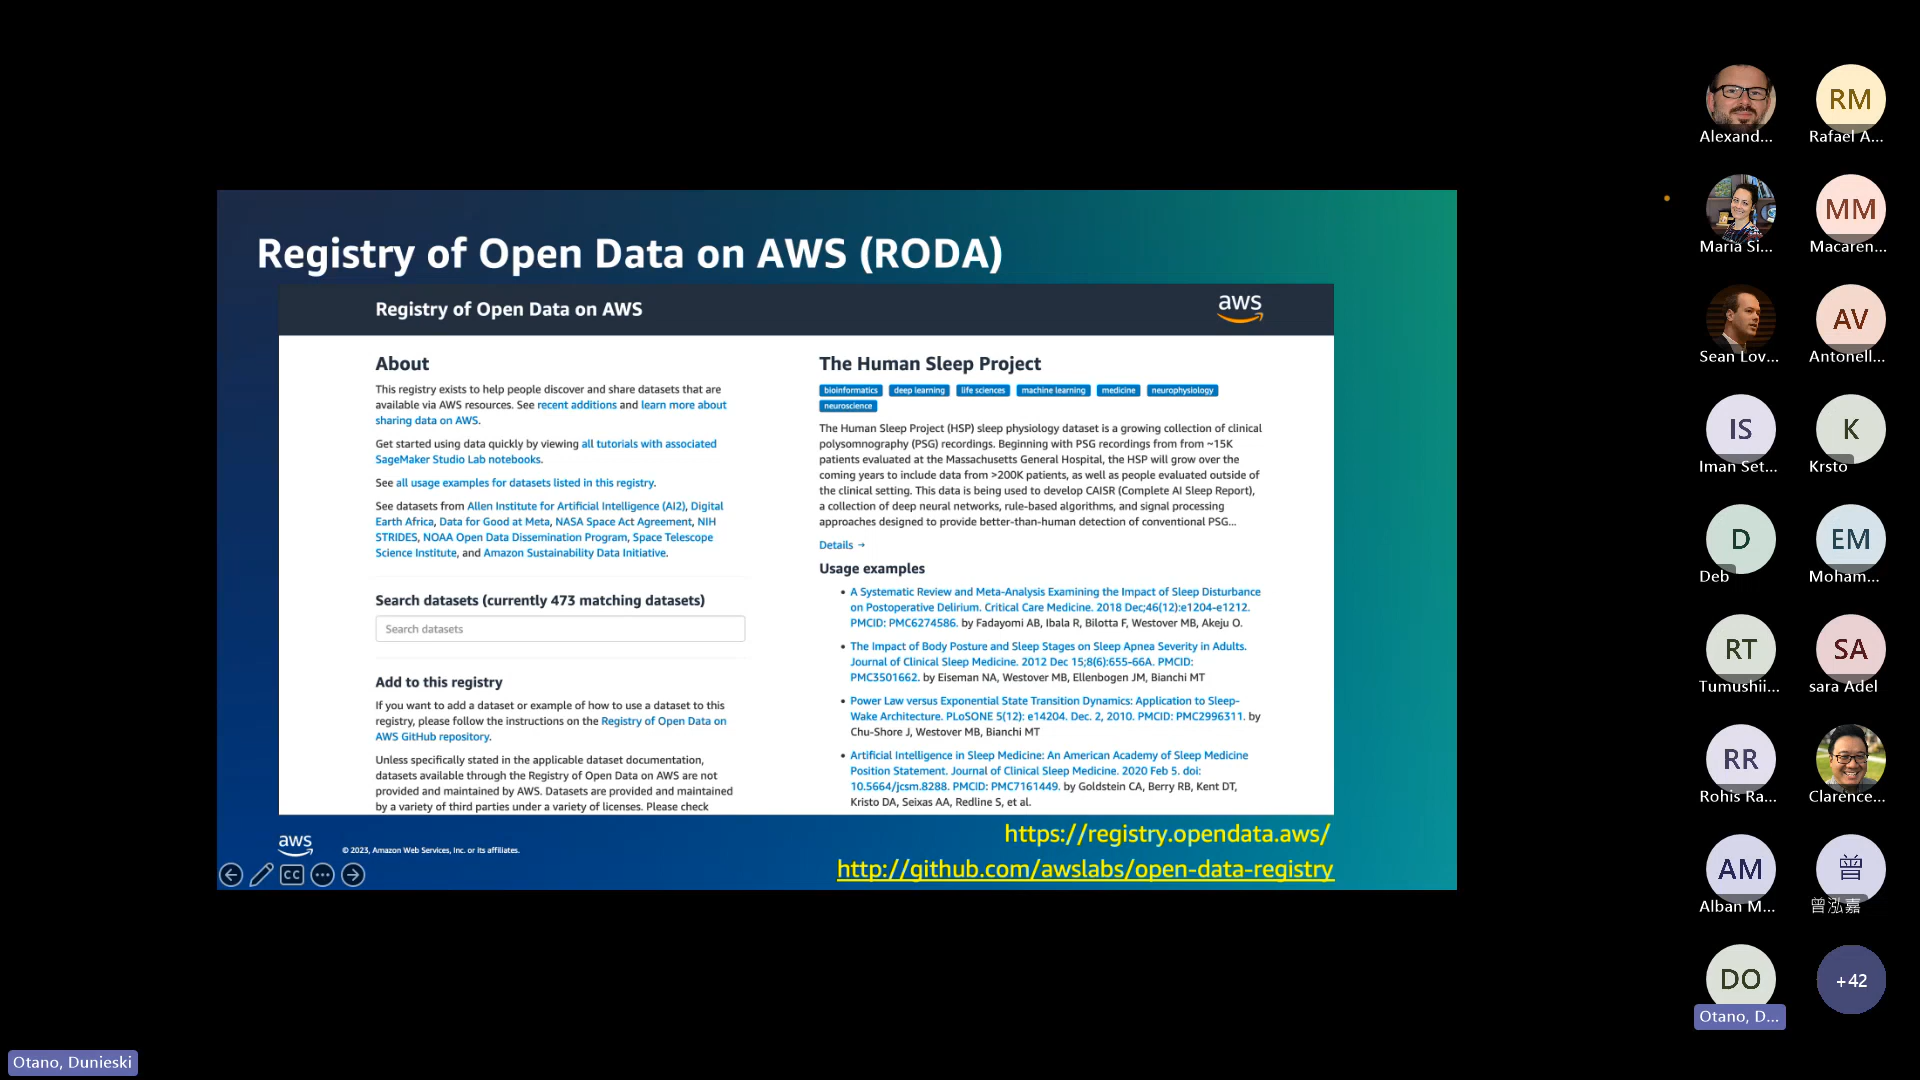 Registry of Open Data on AWS (RODA)
Registry of Open Data on AWS
aws
About
This registry exists to help people discover and share datasets that are
available via AWS resources. See recent additions and learn more about
sharing data on AWS.
Get started using data quickly by viewing all tutorials with associated
SageMaker Studio Lab notebooks.
See all usage examples for datasets listed in this registry.
See datasets from Allen Institute for Artificial Intelligence (AI2), Digital
Earth Africa, Data for Good at Meta, NASA Space Act Agreement, NIH
STRIDES, NOAA Open Data Dissemination Program, Space Telescope
Science Institute, and Amazon Sustainability Data Initiative.
Search datasets (currently 473 matching datasets)
Search datasets
Add to this registry
If you want to add a dataset or example of how to use a dataset to this
registry, please follow the instructions on the Registry of Open Data on
AWS GitHub repository.
Unless specifically stated in the applicable dataset documentation,
datasets available through the Registry of Open Data on AWS are not
provided and maintained by AWS. Datasets are provided and maintained
by a variety of third parties under a variety of licenses. Please check
The Human Sleep Project
bioinformatics deep learning life sciences machine learning medicine neurophysiology
neuroscience
The Human Sleep Project (HSP) sleep physiology dataset is a growing collection of clinical
polysomnography (PSG) recordings. Beginning with PSG recordings from from ~15K
patients evaluated at the Massachusetts General Hospital, the HSP will grow over the
coming years to include data from >200K patients, as well as people evaluated outside of
the clinical setting. This data is being used to develop CAISR (Complete AI Sleep Report),
a collection of deep neural networks, rule-based algorithms, and signal processing
approaches designed to provide better-than-human detection of conventional PSG...
Details →
Usage examples
• A Systematic Review and Meta-Analysis Examining the Impact of Sleep Disturbance
on Postoperative Delirium. Critical Care Medicine. 2018 Dec;46(12):e1204-e1212.
PMCID: PMC6274586. by Fadayomi AB, Ibala R, Bilotta F, Westover MB, Akeju O.
• The Impact of Body Posture and Sleep Stages on Sleep Apnea Severity in Adults.
Journal of Clinical Sleep Medicine. 2012 Dec 15;8(6):655-66A. PMCID:
PMC3501662. by Eiseman NA, Westover MB, Ellenbogen JM, Bianchi MT
• Power Law versus Exponential State Transition Dynamics: Application to Sleep-
Wake Architecture. PLoSONE 5(12): e14204. Dec. 2, 2010. PMCID: PMC2996311. by
Chu-Shore J, Westover MB, Bianchi MT
• Artificial Intelligence in Sleep Medicine: An American Academy of Sleep Medicine
Position Statement. Journal of Clinical Sleep Medicine. 2020 Feb 5. doi:
10.5664/jcsm.8288. PMCID: PMC7161449. by Goldstein CA, Berry RB, Kent DT,
Kristo DA, Seixas AA, Redline S, et al.
https://registry.opendata.aws/
http://github.com/awslabs/open-data-registry
aws
© 2023, Amazon Web Services, Inc. or its affiliates.
CC
Alexand...
RM
Rafael A...
Maria Si...
MM
Macaren...
Sean Lov...
AV
Antonell...
IS
Iman Set...
K
Krsto
D
Deb
EM
Moham...
RT
Tumushii...
SA
sara Adel
RR
Rohis Ra...
Clarence...
AM
Alban M...
曾
曾泓嘉
DO
Otano, D...
+42
Otano, Dunieski